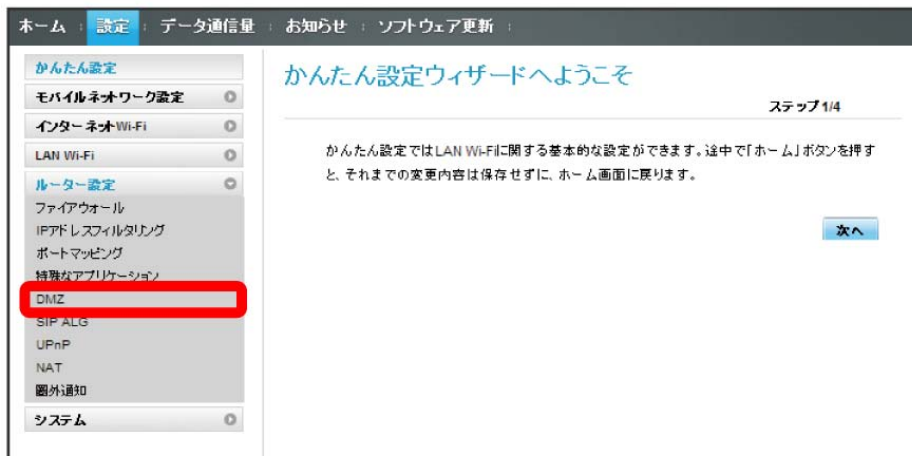 ホーム 設定 データ通信量 お知らせ ソフトウェア更新
かんたん設定
モバイルネットワーク設定
インターネットWi-Fi
LAN Wi-Fi
ルーター設定
ファイアウォール
IPアドレスフィルタリング
ポートマッピング
特殊なアプリケーション
DMZ
SIP ALG
UPnP
NAT
圏外通知
システム
かんたん設定ウィザードへようこそ
ステップ1/4
かんたん設定ではLAN Wi-Fiに関する基本的な設定ができます。途中で「ホーム」ボタンを押す
と、それまでの変更内容は保存せずに、ホーム画面に戻ります。
次へ